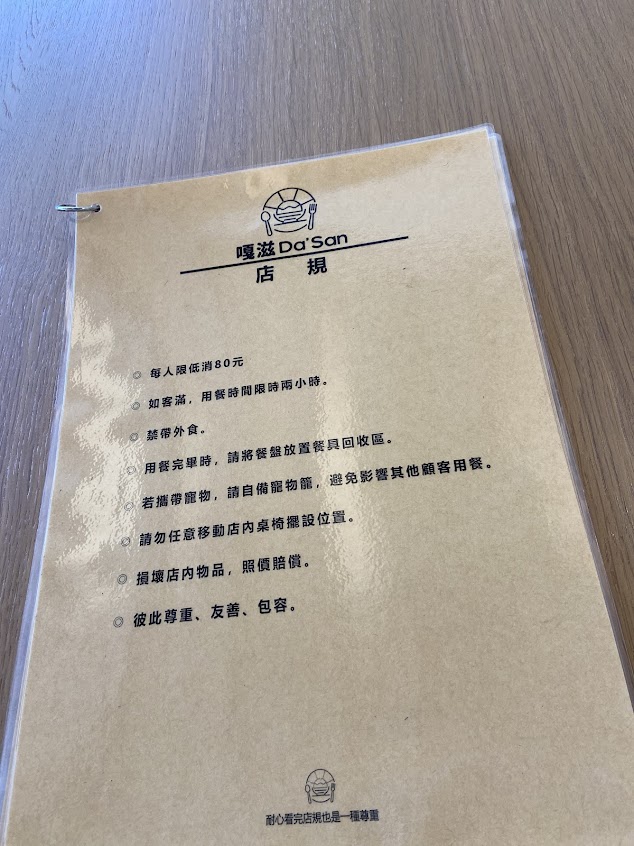 嘎滋Da'San
店 規
◎ 每人限低消80元
◎ 如客滿，用餐時間限時兩小時。
◎ 禁帶外食。
◎ 用餐完畢時，請將餐盤放置餐具回收區。
◎ 若攜帶寵物，請自備寵物籠，避免影響其他顧客用餐。
◎ 請勿任意移動店內桌椅擺設位置。
◎ 損壞店內物品，照價賠償。
◎ 彼此尊重、友善、包容。
耐心看完店規也是一種尊重